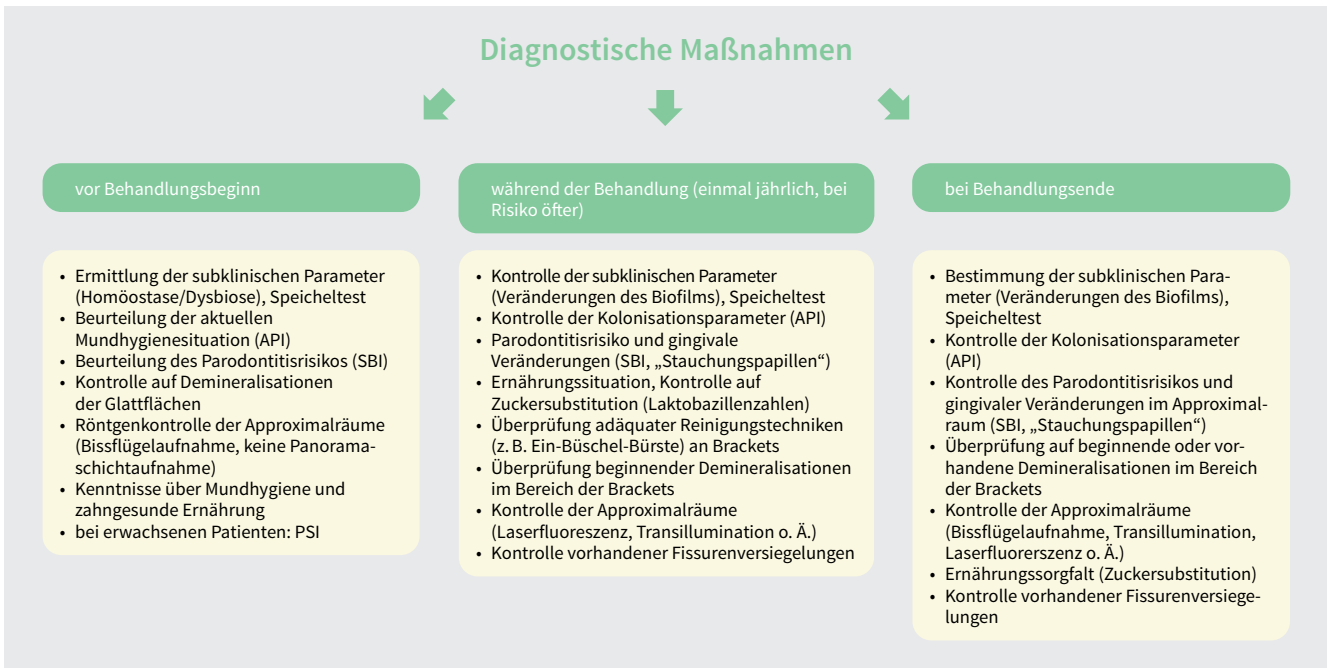 Diagnostische Maßnahmen
vor Behandlungsbeginn
• Ermittlung der subklinischen Parameter
(Homöostase/Dysbiose), Speicheltest
• Beurteilung der aktuellen
Mundhygienesituation (API)
• Beurteilung des Parodontitisrisikos (SBI)
• Kontrolle auf Demineralisationen
der Glattflächen
• Röntgenkontrolle der Approximalräume
(Bissflügelaufnahme, keine Panorama-
schichtaufnahme)
• Kenntnisse über Mundhygiene und
zahngesunde Ernährung
• bei erwachsenen Patienten: PSI
während der Behandlung (einmal jährlich, bei
Risiko öfter)
• Kontrolle der subklinischen Parameter
(Veränderungen des Biofilms), Speicheltest
• Kontrolle der Kolonisationsparameter (API)
• Parodontitisrisiko und gingivale
Veränderungen (SBI, „Stauchungspapillen“)
• Ernährungssituation, Kontrolle auf
Zuckersubstitution (Laktobazillenzahlen)
• Überprüfung adäquater Reinigungstechniken
(z. B. Ein-Büschel-Bürste) an Brackets
• Überprüfung beginnender Demineralisationen
im Bereich der Brackets
• Kontrolle der Approximalräume
(Laserfluoreszenz, Transillumination o. Ä.)
• Kontrolle vorhandener Fissurenversiegelungen
bei Behandlungsende
• Bestimmung der subklinischen Para-
meter (Veränderungen des Biofilms),
Speicheltest
• Kontrolle der Kolonisationsparameter
(API)
• Kontrolle des Parodontitisrisikos und
gingivaler Veränderungen im Approximal-
raum (SBI, „Stauchungspapillen“)
• Überprüfung auf beginnende oder vor-
handene Demineralisationen im Bereich
der Brackets
• Kontrolle der Approximalräume
(Bissflügelaufnahme, Transillumination,
Laserfluorerszenz o. Ä.)
• Ernährungssorgfalt (Zuckersubstitution)
• Kontrolle vorhandener Fissurenversiege-
lungen